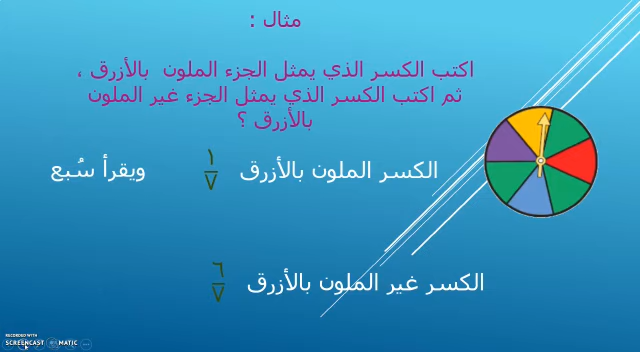 مثال :
اكتب الكسر الذي يمثل الجزء الملون بالأزرق ،
ثم اكتب الكسر الذي يمثل الجزء غير الملون
بالأزرق ؟
الكسر الملون بالأزرق ١/٧ ويقرأ سُبع
الكسر غير الملون بالأزرق ٦/٧
RECORDED WITH
SCREENCAST MATIC